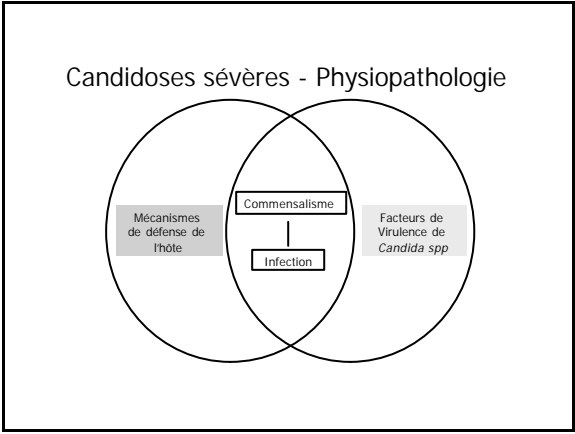 Candidoses sévères - Physiopathologie
Mécanismes
de défense de
l'hôte
Commensalisme
Infection
Facteurs de
Virulence de
Candida spp